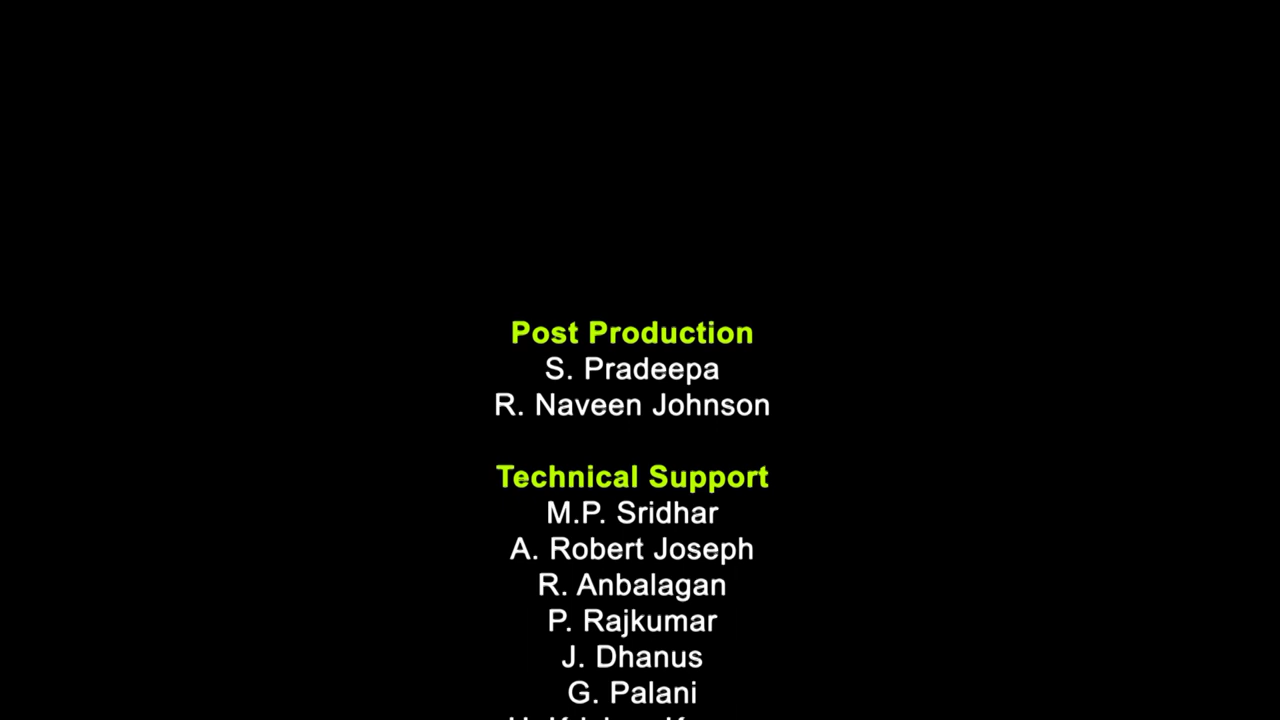 Post Production
S. Pradeepa
R. Naveen Johnson
Technical Support
M.P. Sridhar
A. Robert Joseph
R. Anbalagan
P. Rajkumar
J. Dhanus
G. Palani